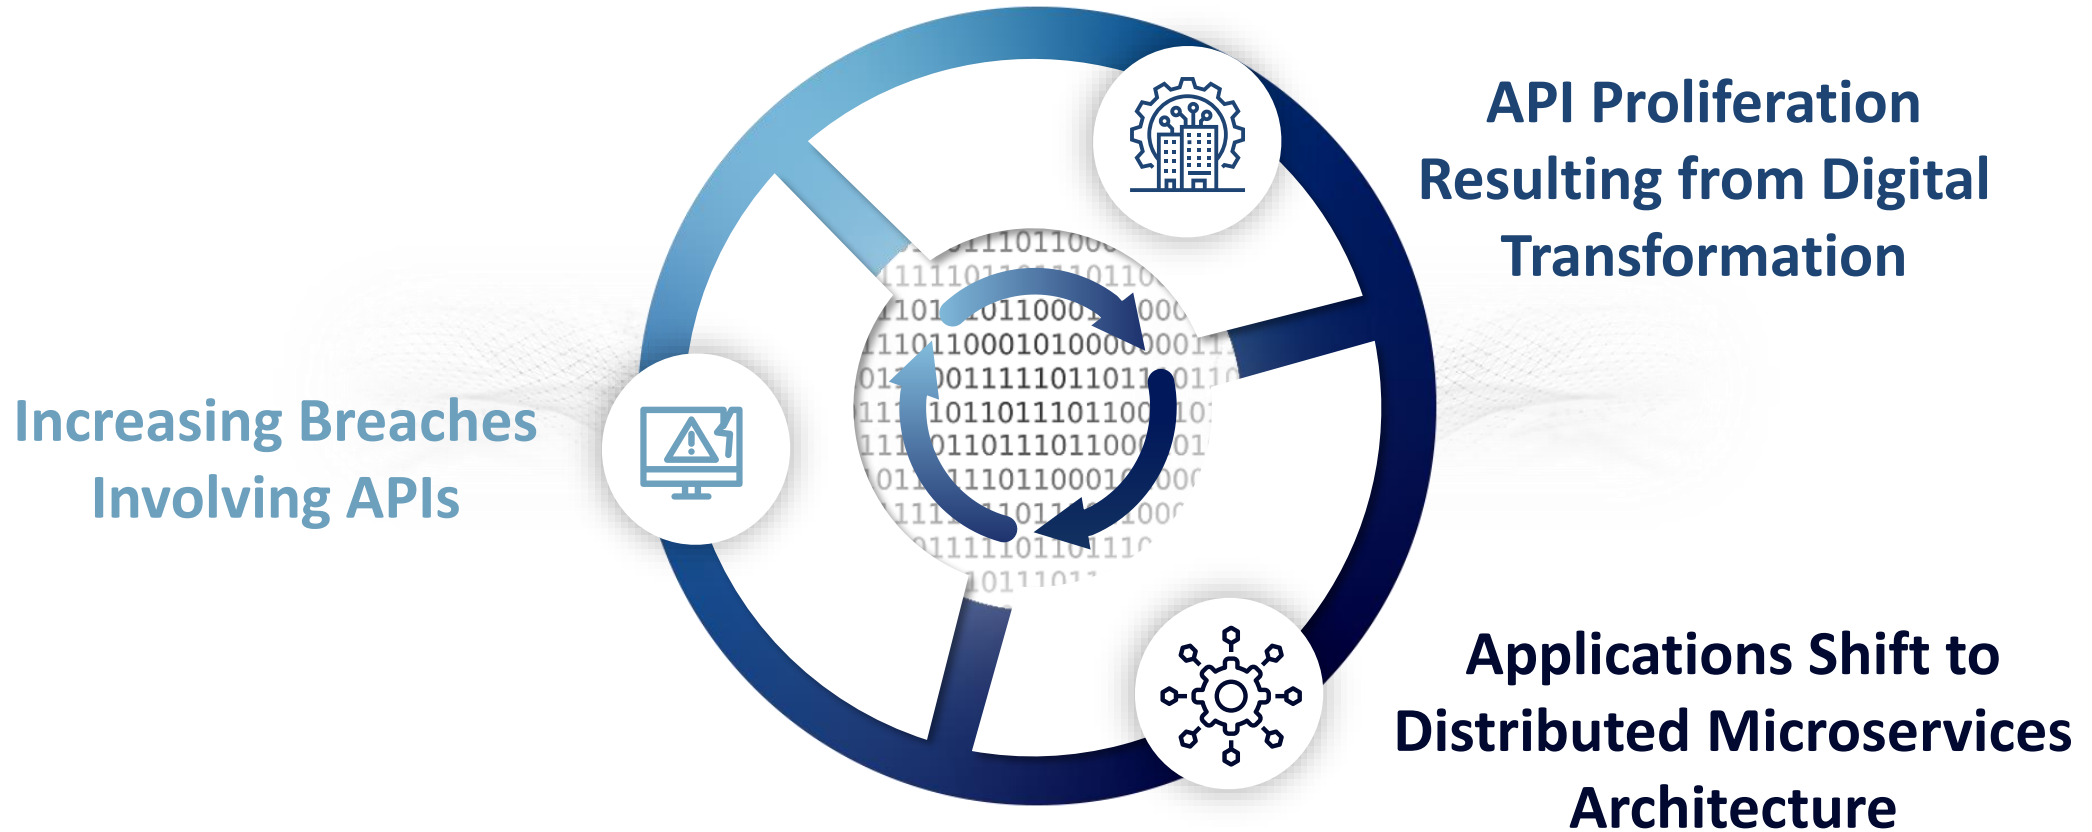 API Proliferation
Resulting from Digital
Transformation
Increasing Breaches
Involving APIs
Applications Shift to
Distributed Microservices
Architecture